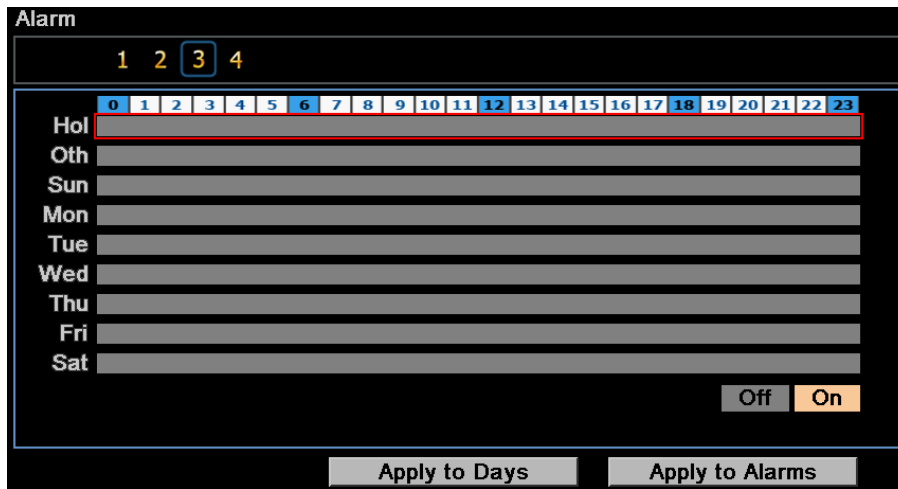 Alarm
1 2 3 4
0 1 2 3 4 5 6 7 8 9 10 11 12 13 14 15 16 17 18 19 20 21 22 23
Hol
Oth
Sun
Mon
Tue
Wed
Thu
Fri
Sat
Off On
Apply to Days Apply to Alarms